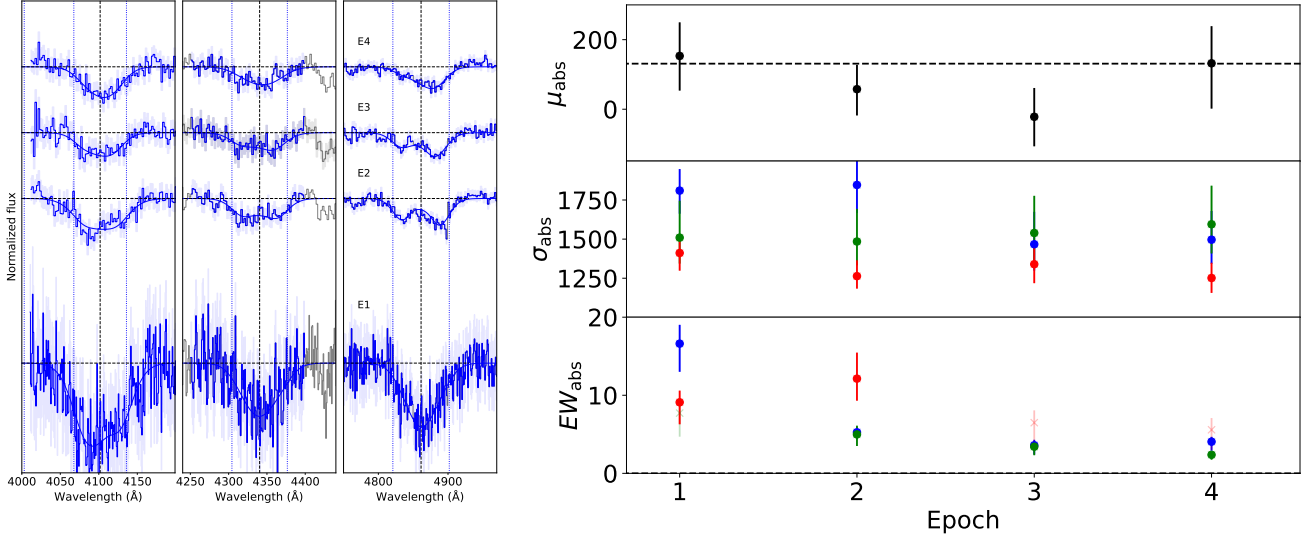 Normalized flux
E4
E3
E2
E1
4000
4050
4100
4150
4250
4300
4350
4400
4800
4900
Wavelength (Å)
Wavelength (Å)
Wavelength (Å)
μabs
200
0
σabs
1750
1500
1250
EWabs
20
10
0
1
2
3
4
Epoch